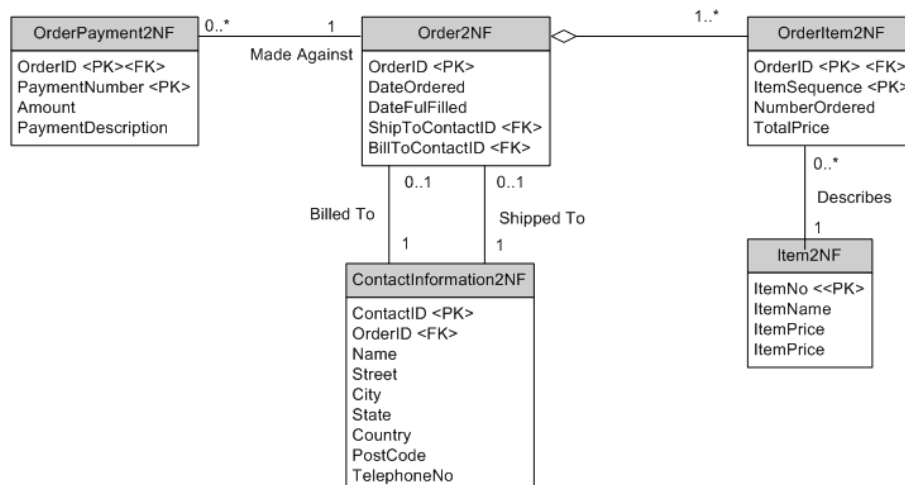 OrderPayment2NF
OrderID <PK><FK>
PaymentNumber <PK>
Amount
PaymentDescription
0..*
1
Made Against
Order2NF
OrderID <PK>
DateOrdered
DateFulFilled
ShipToContactID <FK>
BillToContactID <FK>
1..*
OrderItem2NF
OrderID <PK> <FK>
ItemSequence <PK>
NumberOrdered
TotalPrice
0..1
0..1
Billed To
Shipped To
1
1
0..*
Describes
1
ContactInformation2NF
ContactID <PK>
OrderID <FK>
Name
Street
City
State
Country
PostCode
TelephoneNo
Item2NF
ItemNo <<PK>
ItemName
ItemPrice
ItemPrice